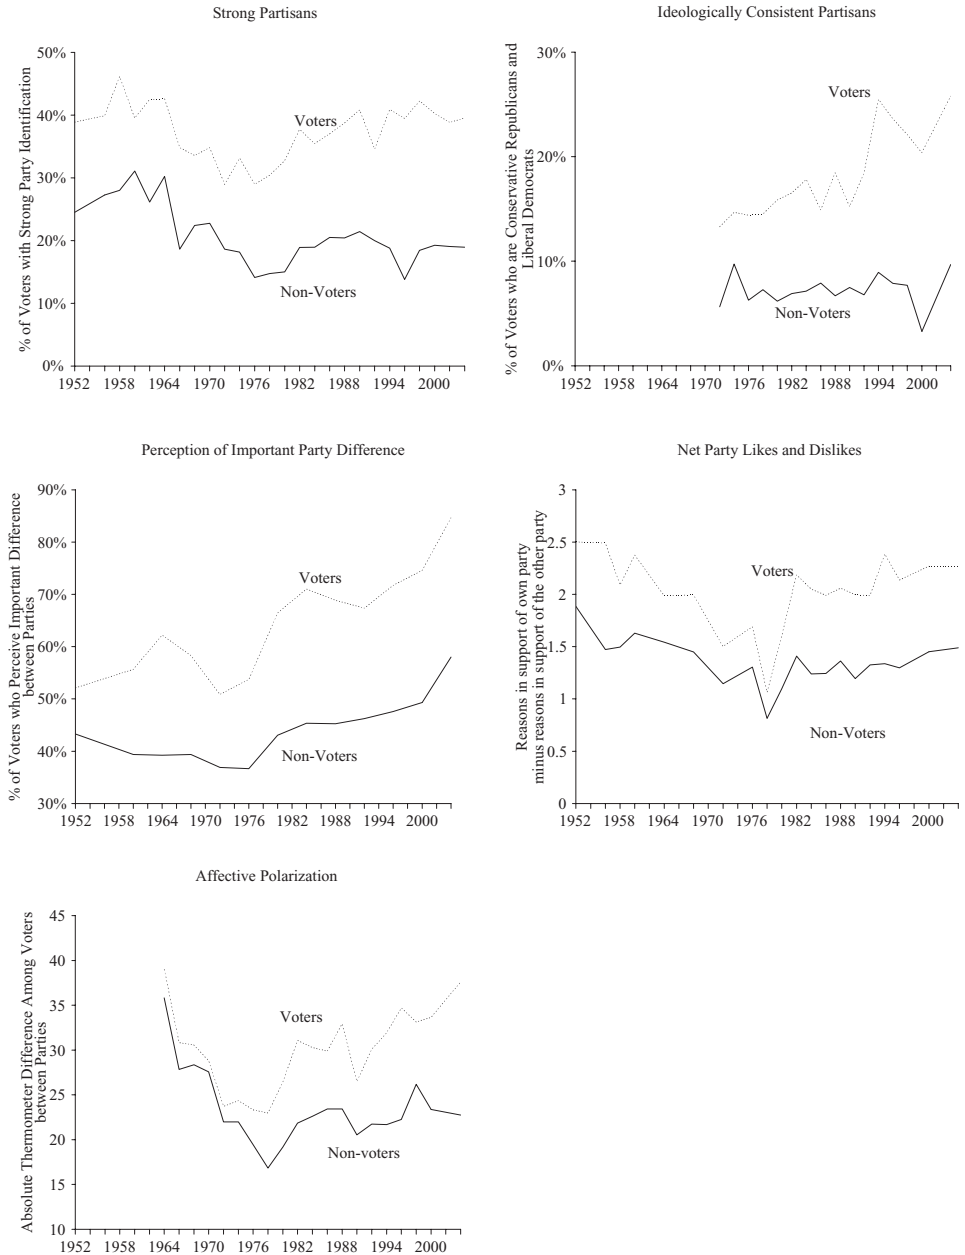 Strong Partisans
% of Voters with Strong Party Identification
50%
40%
30%
20%
10%
0%
Voters
Non-Voters
1952 1958 1964 1970 1976 1982 1988 1994 2000
Ideologically Consistent Partisans
% of Voters who are Conservative Republicans and
Liberal Democrats
30%
20%
10%
0%
Voters
Non-Voters
1952 1958 1964 1970 1976 1982 1988 1994 2000
Perception of Important Party Difference
% of Voters who Perceive Important Difference
between Parties
90%
80%
70%
60%
50%
40%
30%
Voters
Non-Voters
1952 1958 1964 1970 1976 1982 1988 1994 2000
Net Party Likes and Dislikes
Reasons in support of own party
minus reasons in support of the other party
3
2.5
2
1.5
1
0.5
0
Voters
Non-Voters
1952 1958 1964 1970 1976 1982 1988 1994 2000
Affective Polarization
Absolute Thermometer Difference Among Voters
between Parties
45
40
35
30
25
20
15
10
Voters
Non-voters
1952 1958 1964 1970 1976 1982 1988 1994 2000